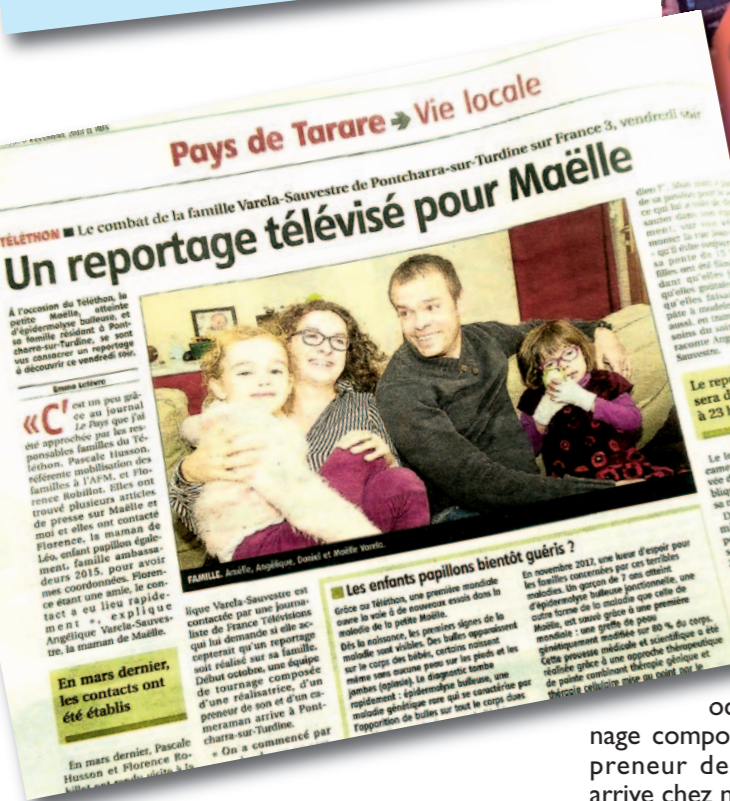 Pays de Tarare ➔ Vie locale
TÉLÉTHON ■ Le combat de la famille Varela-Sauvestre de Pontcharra-sur-Turdine sur France 3, vendredi soir
Un reportage télévisé pour Maëlle
À l'occasion du Téléthon, la
petite Maëlle, atteinte
d'épidermolyse bulleuse, et
sa famille résidant à Pont-
charra-sur-Turdine, se sont
vus consacrer un reportage
à découvrir ce vendredi soir.
Emma Lefèvre
«C'est un peu grâ-
ce au journal
Le Pays que j'ai
été approchée par les res-
ponsables familles du Té-
léthon. Pascale Husson,
référente mobilisation des
familles à l'AFM, et Flo-
rence Robillot. Elles ont
trouvé plusieurs articles
de presse sur Maëlle et
moi et elles ont contacté
Florence, la maman de
Léo, enfant papillon égale-
ment, famille ambassa-
deurs 2015, pour avoir
mes coordonnées. Floren-
ce étant une amie, le con-
tact a eu lieu rapide-
ment », explique
Angélique Varela-Sauves-
tre, la maman de Maëlle.
En mars dernier,
les contacts ont
été établis
En mars dernier, Pascale
Husson et Florence Ro-
FAMILLE. Angélique, Daniel et Maëlle Varela.
lique Varela-Sauvestre est
contactée par une journa-
liste de France Télévisions
qui lui demande si elle ac-
cepterait qu'un reportage
soit réalisé sur sa famille.
Début octobre, une équipe
de tournage composée
d'une réalisatrice, d'un
preneur de son et d'un ca-
meraman arrive à Pont-
charra-sur-Turdine.
« On a commencé par
Les enfants papillons bientôt guéris ?
Grâce au Téléthon, une première mondiale
ouvre la voie à de nouveaux essais dans la
maladie de la petite Maëlle.
Dès la naissance, les premiers signes de la
maladie sont visibles. Des bulles apparaissent
sur le corps des bébés, certains naissent
même sans aucune peau sur les pieds et les
jambes (aplasie). Le diagnostic tombe
rapidement : épidermolyse bulleuse, une
maladie génétique rare qui se caractérise par
l'apparition de bulles sur tout le corps dues
En novembre 2017, une lueur d'espoir pour
les familles concernées par ces terribles
maladies. Un garçon de 7 ans atteint
d'épidermolyse bulleuse jonctionnelle, une
autre forme de la maladie que celle de
Maëlle, est sauvé grâce à une première
mondiale : une greffe de peau
génétiquement modifiée sur 80 % du corps.
Cette prouesse médicale et scientifique a été
réalisée grâce à une approche thérapeutique
de pointe combinant thérapie génique et
thérapie cellulaire mise au point par le
Sauvestre.
Le rep
sera d
à 23 h
nage compo
preneur de
arrive chez n